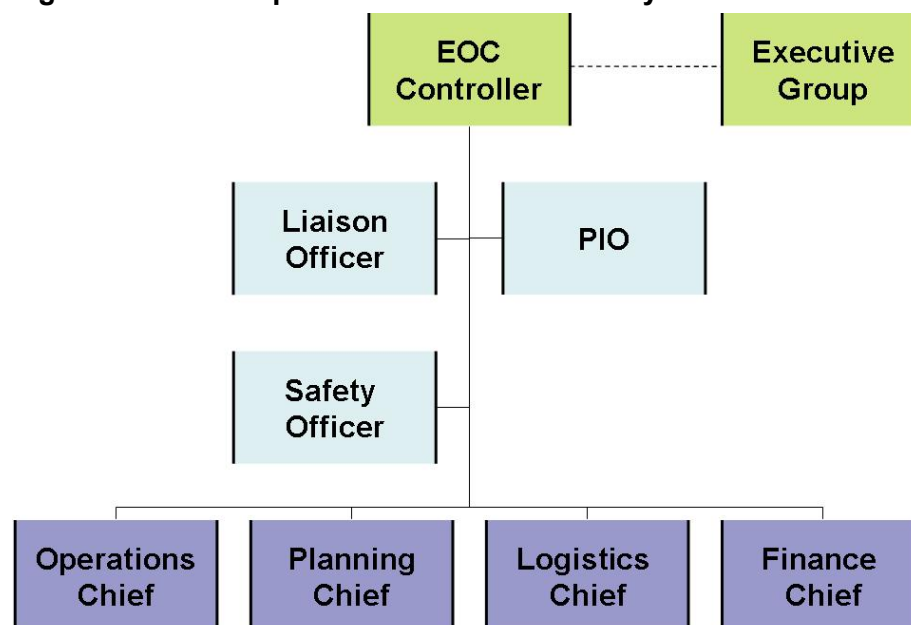 EOC
Controller
Executive
Group
Liaison
Officer
PIO
Safety
Officer
Operations
Chief
Planning
Chief
Logistics
Chief
Finance
Chief